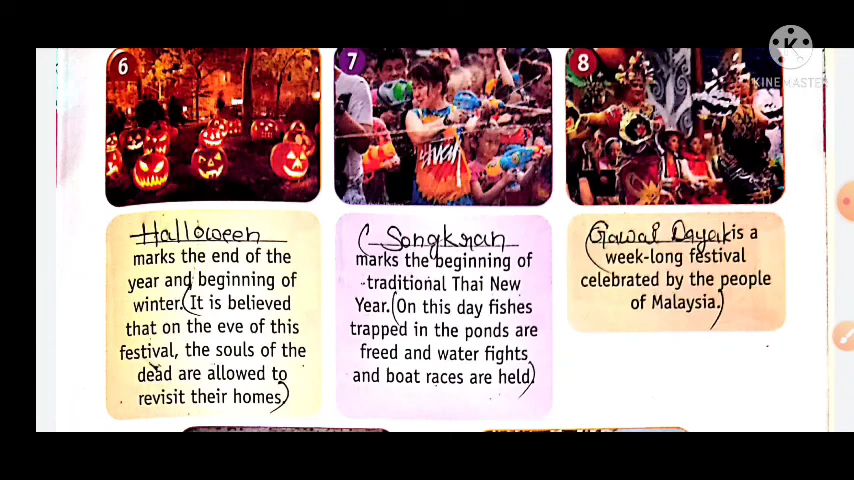 6
7
8
KINEMASTER
Halloween
marks the end of the
year and beginning of
winter. It is believed
that on the eve of this
festival, the souls of the
dead are allowed to
revisit their homes.
Songkran
marks the beginning of
traditional Thai New
Year. On this day fishes
trapped in the ponds are
freed and water fights
and boat races are held.
Gawai Dayak is a
week-long festival
celebrated by the people
of Malaysia.